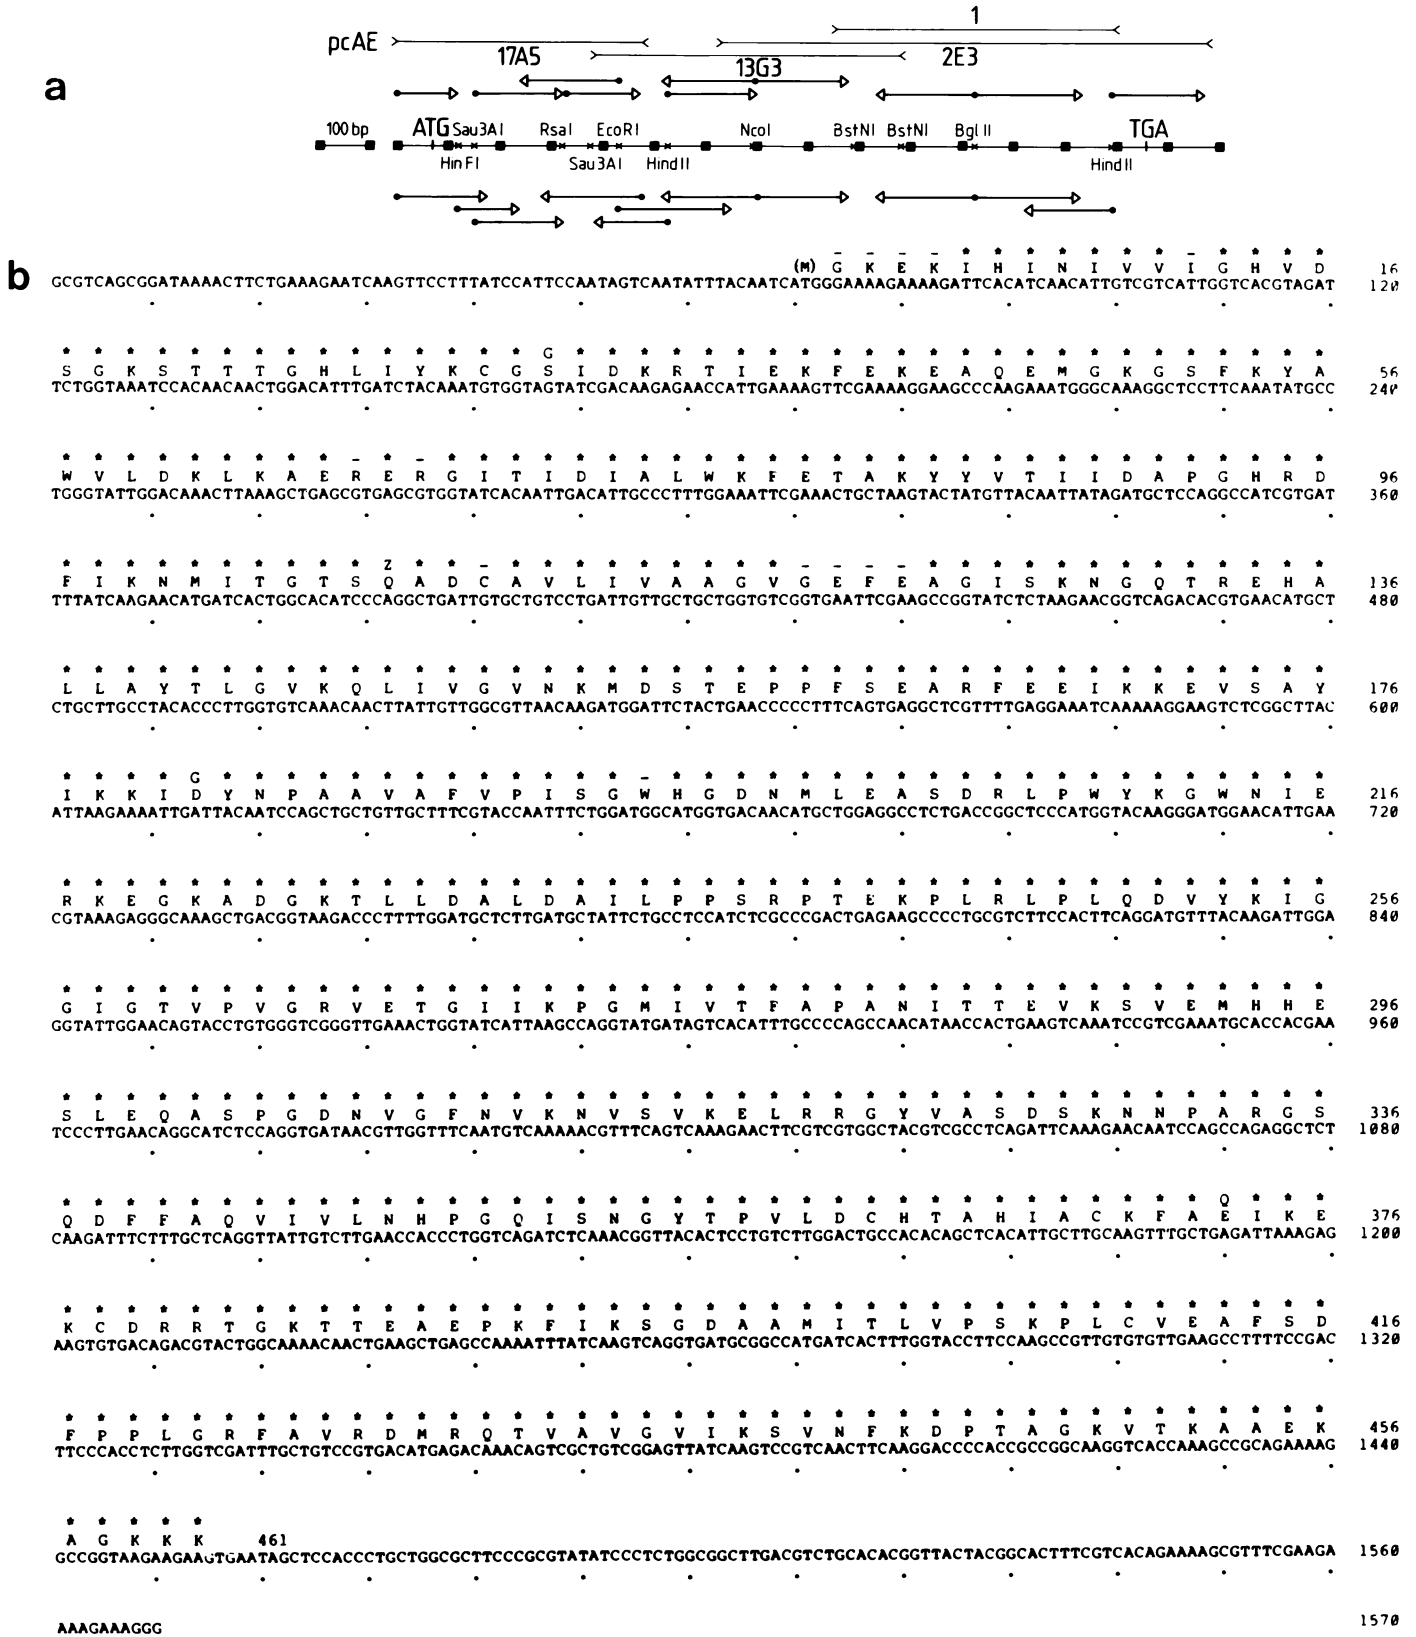 1
pcAE
17A5
13G3
2E3
a
100 bp ATG Sau3AI RsaI EcoRI NcoI BstNI BstNI Bgl II TGA
HinFI Sau3AI HindII HindII
b
(M) G K E K I H I N I V V I G H V D 16
GCGTCAGCGGATAAAACTTCTGAAAGAATCAAGTTCCTTTATCCATTCCAATAGTCAATATTTACAATCATGGGAAAAGAAAAGATTCACATCAACATTGTCGTCATTGGTCACGTAGAT 120
G
S G K S T T T G H L I Y K C G S I D K R T I E K F E K E A Q E M G K G S F K Y A 56
TCTGGTAAATCCACAACAACTGGACATTTGATCTACAAATGTGGTAGTATCGACAAGAGAACCATTGAAAAGTTCGAAAAGGAAGCCCAAGAAATGGGCAAAGGCTCCTTCAAATATGCC 240
W V L D K L K A E R E R G I T I D I A L W K F E T A K Y Y V T I I D A P G H R D 96
TGGGTATTGGACAAACTTAAAGCTGAGCGTGAGCGTGGTATCACAATTGACATTGCCCTTTGGAAATTCGAAACTGCTAAGTACTATGTTACAATTATAGATGCTCCAGGCCATCGTGAT 360
Z
F I K N M I T G T S Q A D C A V L I V A A G V G E F E A G I S K N G Q T R E H A 136
TTTATCAAGAACATGATCACTGGCACATCCCAGGCTGATTGTGCTGTCCTGATTGTTGCTGCTGGTGTCGGTGAATTCGAAGCCGGTATCTCTAAGAACGGTCAGACACGTGAACATGCT 480
L L A Y T L G V K Q L I V G V N K M D S T E P P F S E A R F E E I K K E V S A Y 176
CTGCTTGCCTACACCCTTGGTGTCAAACAACTTATTGTTGGCGTTAACAAGATGGATTCTACTGAACCCCCTTTCAGTGAGGCTCGTTTTGAGGAAATCAAAAAGGAAGTCTCGGCTTAC 600
G
I K K I D Y N P A A V A F V P I S G W H G D N M L E A S D R L P W Y K G W N I E 216
ATTAAGAAAATTGATTACAATCCAGCTGCTGTTGCTTTCGTACCAATTTCTGGATGGCATGGTGACAACATGCTGGAGGCCTCTGACCGGCTCCCATGGTACAAGGGATGGAACATTGAA 720
R K E G K A D G K T L L D A L D A I L P P S R P T E K P L R L P L Q D V Y K I G 256
CGTAAAGAGGGCAAAGCTGACGGTAAGACCCTTTTGGATGCTCTTGATGCTATTCTGCCTCCATCTCGCCCGACTGAGAAGCCCCTGCGTCTTCCACTTCAGGATGTTTACAAGATTGGA 840
G I G T V P V G R V E T G I I K P G M I V T F A P A N I T T E V K S V E M H H E 296
GGTATTGGAACAGTACCTGTGGGTCGGGTTGAAACTGGTATCATTAAGCCAGGTATGATAGTCACATTTGCCCCAGCCAACATAACCACTGAAGTCAAATCCGTCGAAATGCACCACGAA 960
S L E Q A S P G D N V G F N V K N V S V K E L R R G Y V A S D S K N N P A R G S 336
TCCCTTGAACAGGCATCTCCAGGTGATAACGTTGGTTTCAATGTCAAAAACGTTTCAGTCAAAGAACTTCGTCGTGGCTACGTCGCCTCAGATTCAAAGAACAATCCAGCCAGAGGCTCT 1080
Q
Q D F F A Q V I V L N H P G Q I S N G Y T P V L D C H T A H I A C K F A E I K E 376
CAAGATTTCTTTGCTCAGGTTATTGTCTTGAACCACCCTGGTCAGATCTCAAACGGTTACACTCCTGTCTTGGACTGCCACACAGCTCACATTGCTTGCAAGTTTGCTGAGATTAAAGAG 1200
K C D R R T G K T T E A E P K F I K S G D A A M I T L V P S K P L C V E A F S D 416
AAGTGTGACAGACGTACTGGCAAAACAACTGAAGCTGAGCCAAAATTTATCAAGTCAGGTGATGCGGCCATGATCACTTTGGTACCTTCCAAGCCGTTGTGTGTTGAAGCCTTTTCCGAC 1320
F P P L G R F A V R D M R Q T V A V G V I K S V N F K D P T A G K V T K A A E K 456
TTCCCACCTCTTGGTCGATTTGCTGTCCGTGACATGAGACAAACAGTCGCTGTCGGAGTTATCAAGTCCGTCAACTTCAAGGACCCCACCGCCGGCAAGGTCACCAAAGCCGCAGAAAAG 1440
A G K K K 461
GCCGGTAAGAAGAAGTGAATAGCTCCACCCTGCTGGCGCTTCCCGCGTATATCCCTCTGGCGGCTTGACGTCTGCACACGGTTACTACGGCACTTTCGTCACAGAAAAGCGTTTCGAAGA 1560
AAAGAAAGGG 1570